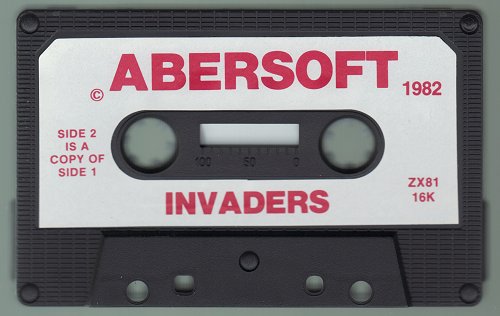 © ABERSOFT
1982
SIDE 2
IS A
COPY OF
SIDE 1
100 50 0
INVADERS
ZX81
16K